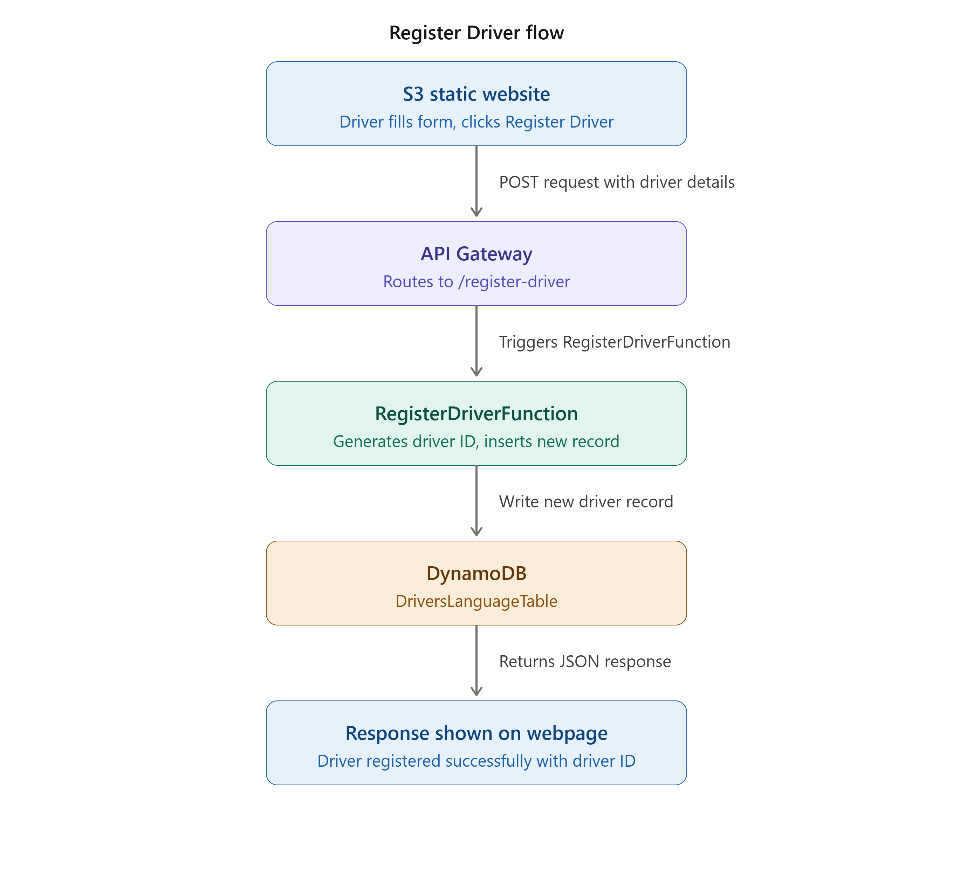 Register Driver flow
S3 static website
Driver fills form, clicks Register Driver
POST request with driver details
API Gateway
Routes to /register-driver
Triggers RegisterDriverFunction
RegisterDriverFunction
Generates driver ID, inserts new record
Write new driver record
DynamoDB
DriversLanguageTable
Returns JSON response
Response shown on webpage
Driver registered successfully with driver ID